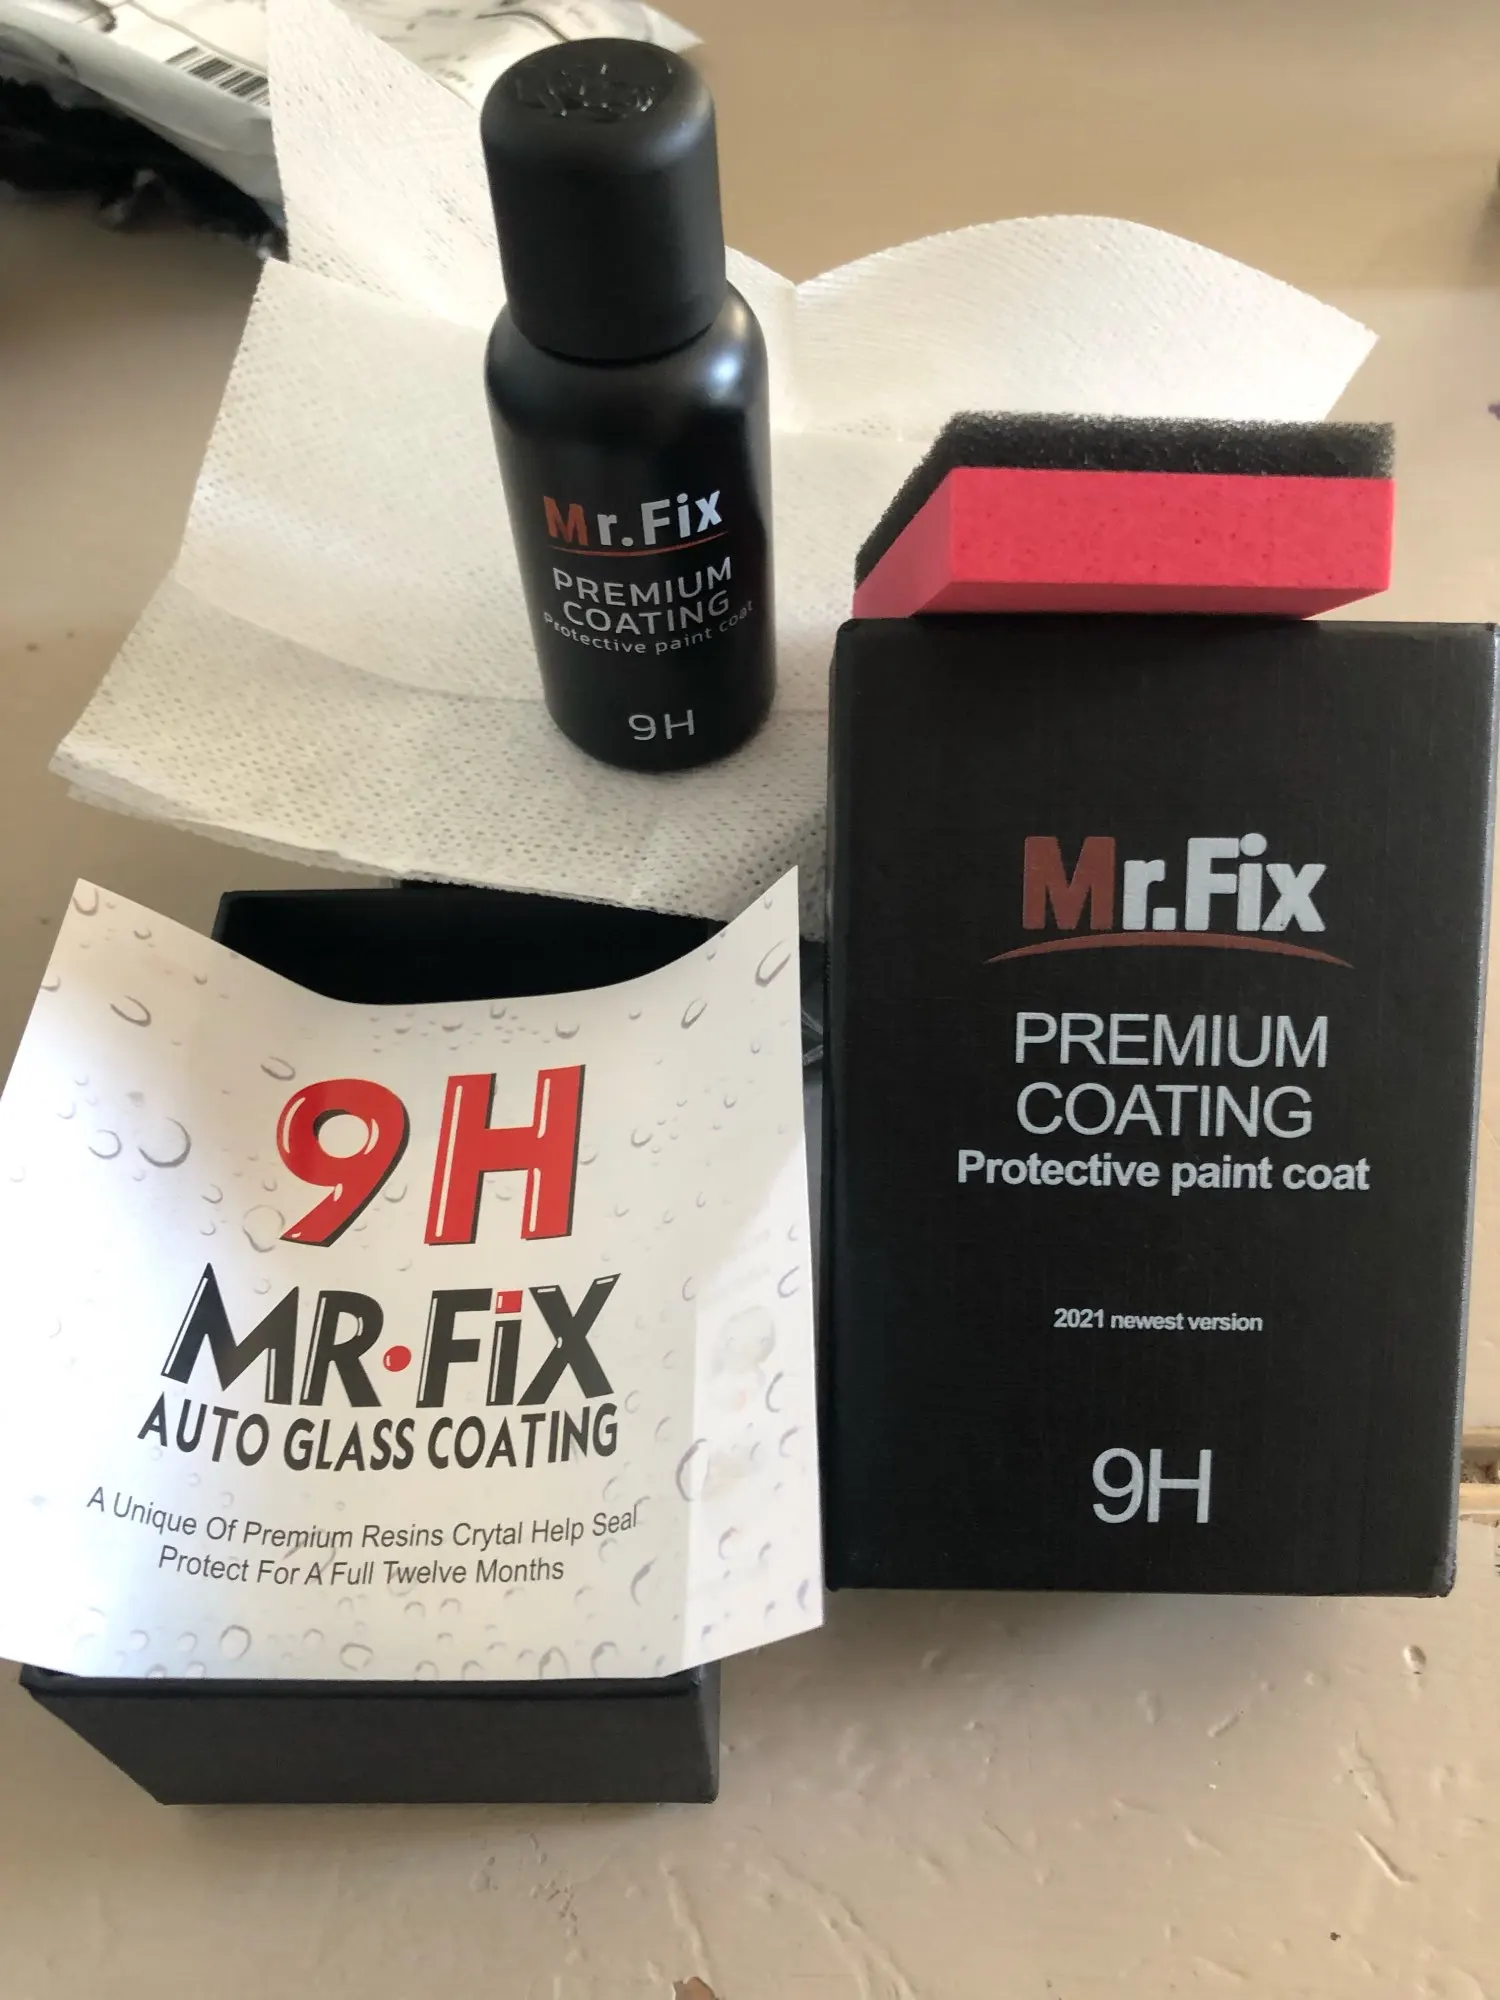 Mr.Fix
PREMIUM
COATING
Protective paint coat
9H
Mr.Fix
PREMIUM
COATING
Protective paint coat
2021 newest version
9H
9H
MR·FiX
AUTO GLASS COATING
A Unique Of Premium Resins Crytal Help Seal
Protect For A Full Twelve Months